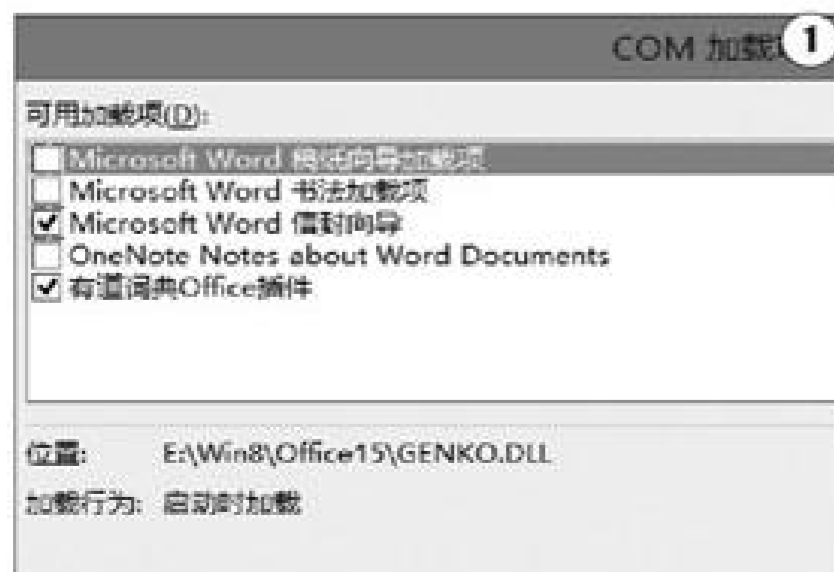 COM 加载 1
可用加载项(D):
Microsoft Word 向导加载项
Microsoft Word 书法加载项
Microsoft Word 信封向导
OneNote Notes about Word Documents
有道词典Office插件
位置: E:\Win8\Office15\GENKO.DLL
加载行为: 启动时加载